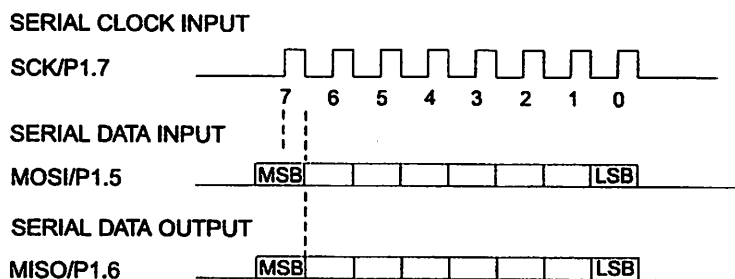 SERIAL CLOCK INPUT
SCK/P1.7
7 6 5 4 3 2 1 0
SERIAL DATA INPUT
MOSI/P1.5 MSB LSB
SERIAL DATA OUTPUT
MISO/P1.6 MSB LSB